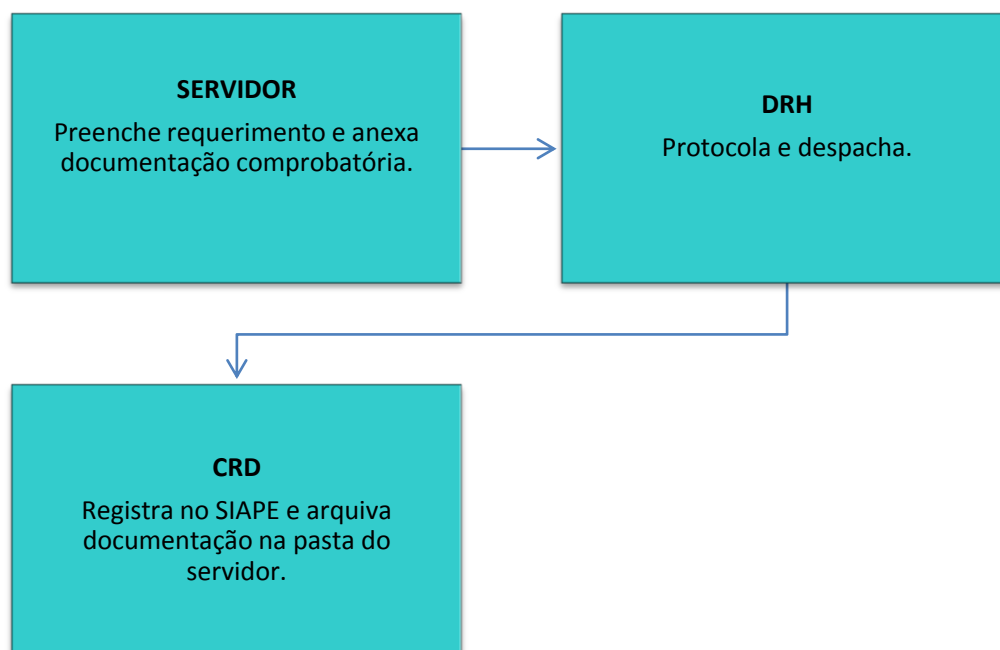 SERVIDOR
Preenche requerimento e anexa
documentação comprobatória.
DRH
Protocola e despacha.
CRD
Registra no SIAPE e arquiva
documentação na pasta do
servidor.